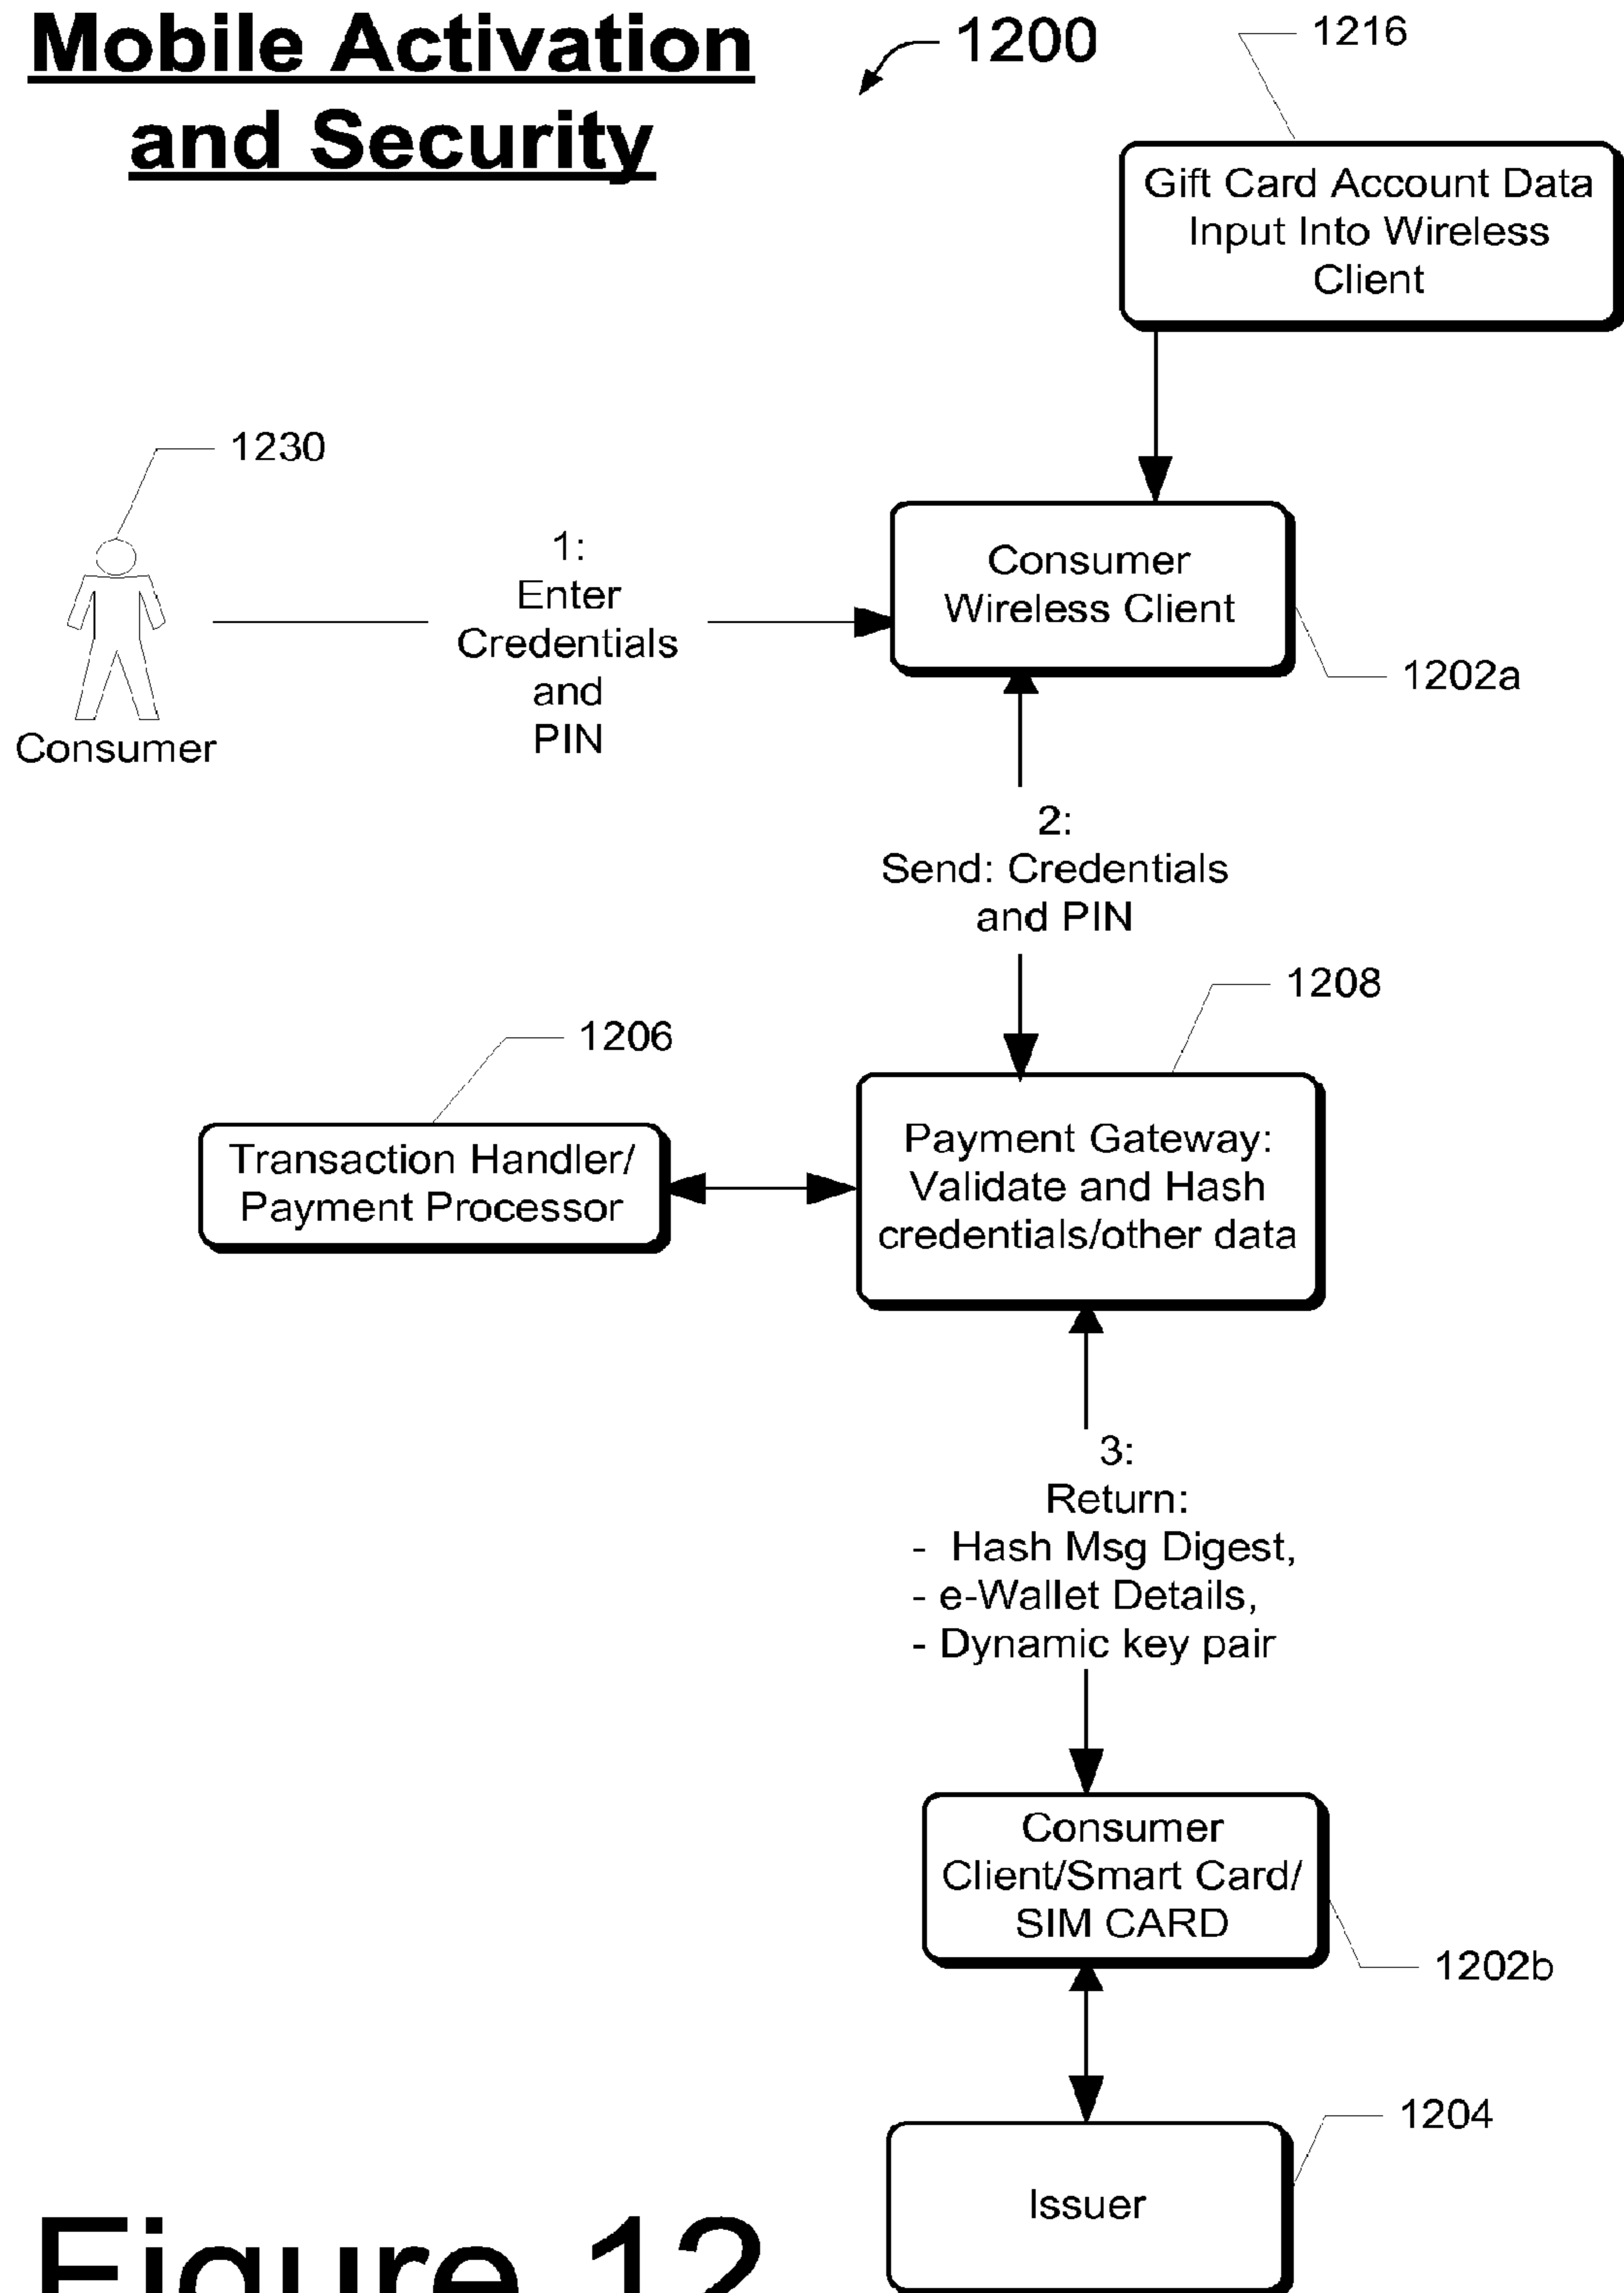 Mobile Activation
and Security
1200
1216
Gift Card Account Data
Input Into Wireless
Client
1230
1:
Enter
Credentials
and
PIN
Consumer
Consumer
Wireless Client
1202a
2:
Send: Credentials
and PIN
1208
1206
Transaction Handler/
Payment Processor
Payment Gateway:
Validate and Hash
credentials/other data
3:
Return:
- Hash Msg Digest,
- e-Wallet Details,
- Dynamic key pair
Consumer
Client/Smart Card/
SIM CARD
1202b
1204
Issuer
Figure 12